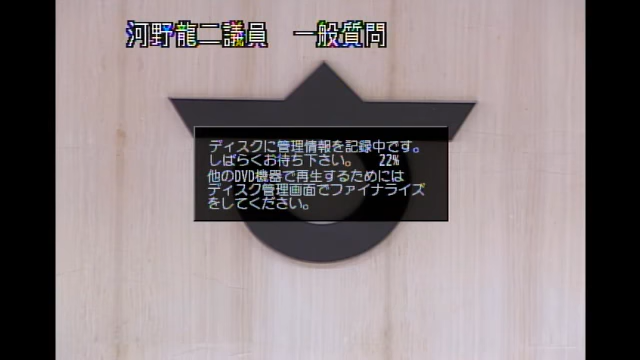 河野龍二議員　一般質問
ディスクに管理情報を記録中です。
しばらくお待ち下さい。　22%
他のDVD機器で再生するためには
ディスク管理画面でファイナライズ
をしてください。